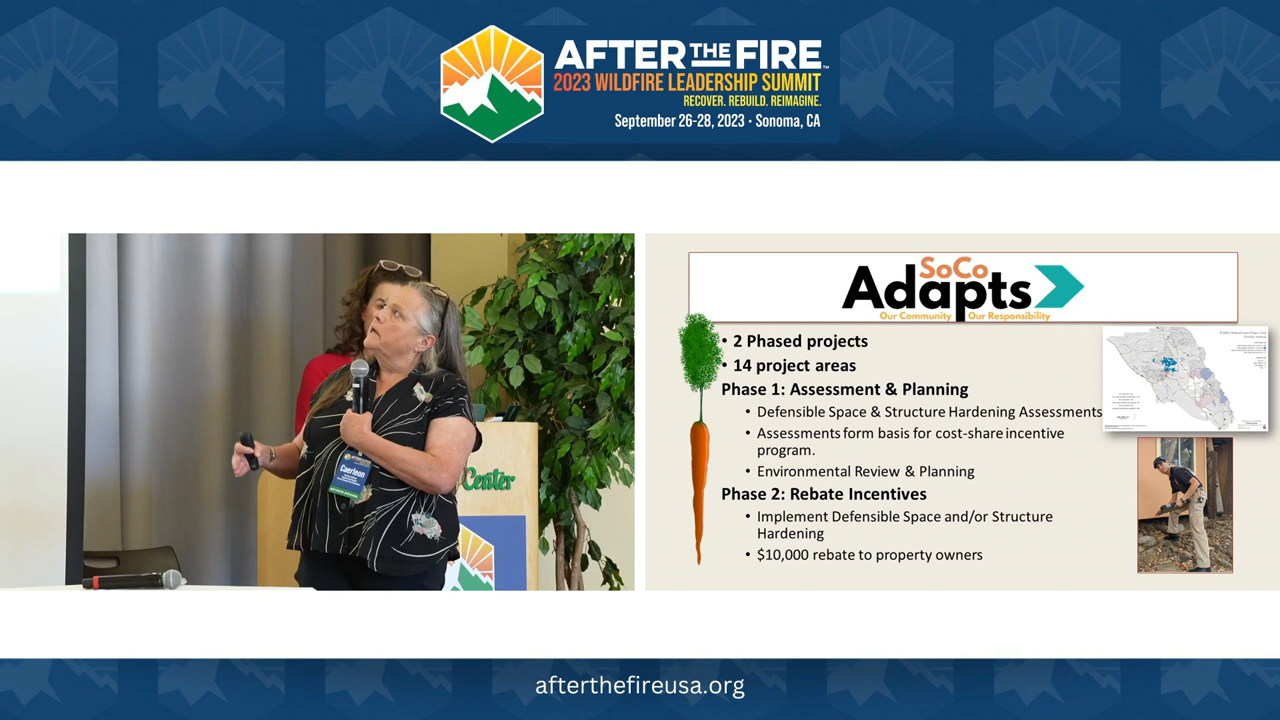 AFTER THE FIRE™
2023 WILDFIRE LEADERSHIP SUMMIT
RECOVER. REBUILD. REIMAGINE.
September 26-28, 2023 • Sonoma, CA
Caerleon
Center
SoCo
Adapts
Our Community Our Responsibility
• 2 Phased projects
• 14 project areas
Phase 1: Assessment & Planning
• Defensible Space & Structure Hardening Assessments
• Assessments form basis for cost-share incentive
program.
• Environmental Review & Planning
Phase 2: Rebate Incentives
• Implement Defensible Space and/or Structure
Hardening
• $10,000 rebate to property owners
afterthefireusa.org